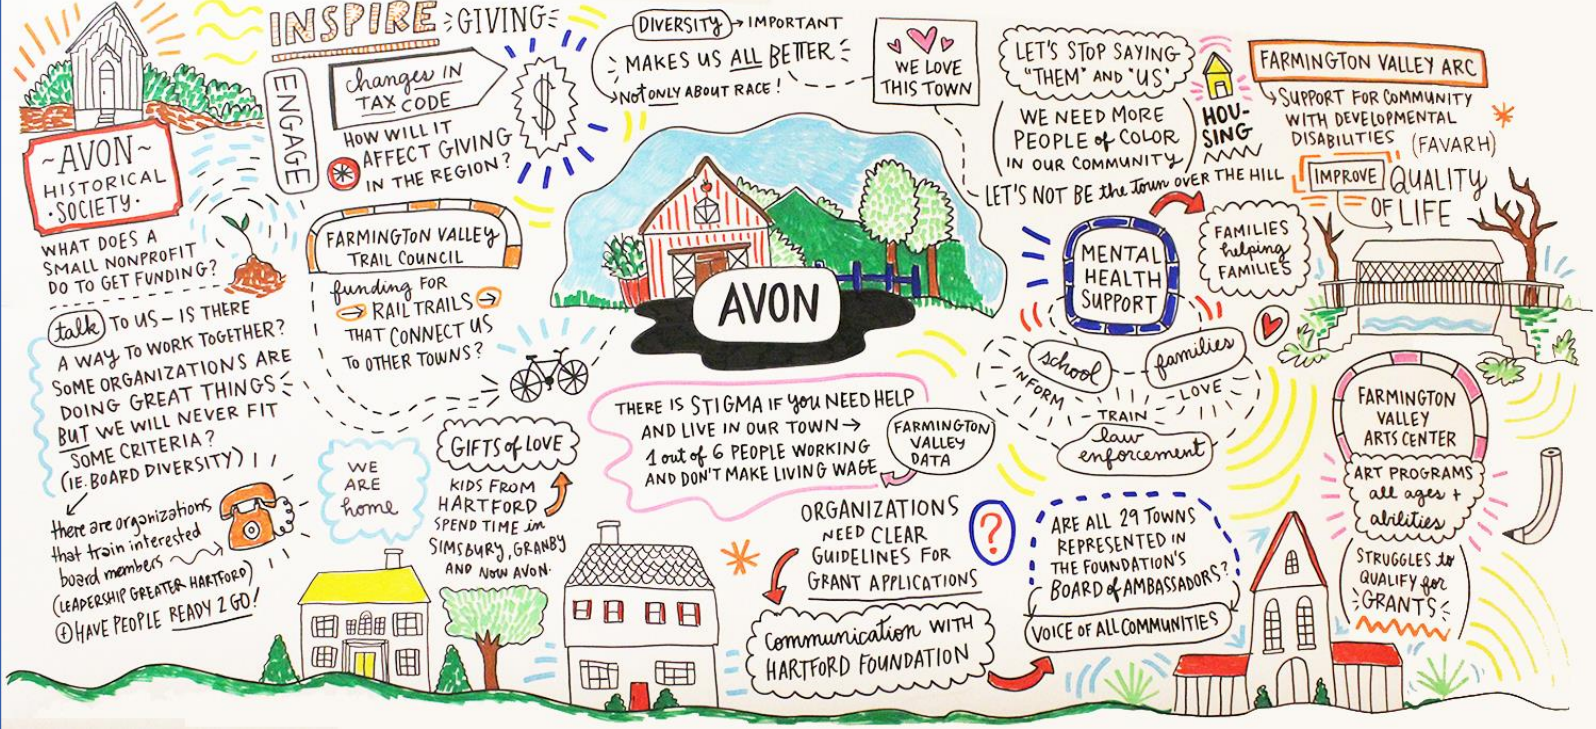 INSPIRE GIVING
ENGAGE
changes IN
TAX CODE
HOW WILL IT
AFFECT GIVING
IN THE REGION?
$
~AVON~
HISTORICAL
·SOCIETY·
WHAT DOES A
SMALL NONPROFIT
DO TO GET FUNDING?
talk TO US - IS THERE
A WAY TO WORK TOGETHER?
SOME ORGANIZATIONS ARE
DOING GREAT THINGS
BUT WE WILL NEVER FIT
SOME CRITERIA?
(IE. BOARD DIVERSITY)
there are organizations
that train interested
board members
(LEADERSHIP GREATER HARTFORD)
+ HAVE PEOPLE READY 2 GO!
FARMINGTON VALLEY
TRAIL COUNCIL
funding FOR
→ RAIL TRAILS →
THAT CONNECT US
TO OTHER TOWNS?
WE
ARE
home
GIFTS of LOVE
KIDS FROM
HARTFORD
SPEND TIME in
SIMSBURY, GRANBY
AND NOW AVON.
DIVERSITY → IMPORTANT
MAKES US ALL BETTER
→ Not ONLY ABOUT RACE!
WE LOVE
THIS TOWN
AVON
THERE IS STIGMA IF you NEED HELP
AND LIVE IN OUR TOWN →
1 out of 6 PEOPLE WORKING
AND DON'T MAKE LIVING WAGE
FARMINGTON
VALLEY
DATA
ORGANIZATIONS
NEED CLEAR
GUIDELINES FOR
GRANT APPLICATIONS
?
Communication WITH
HARTFORD FOUNDATION
ARE ALL 29 TOWNS
REPRESENTED IN
THE FOUNDATION'S
BOARD of AMBASSADORS?
VOICE OF ALL COMMUNITIES
LET'S STOP SAYING
"THEM" AND "US"
WE NEED MORE
PEOPLE of COLOR
IN OUR COMMUNITY
LET'S NOT BE the town OVER THE HILL
HOU-
SING
MENTAL
HEALTH
SUPPORT
FAMILIES
helping
FAMILIES
school
families
INFORM
LOVE
TRAIN
law
enforcement
FARMINGTON VALLEY ARC
SUPPORT FOR COMMUNITY
WITH DEVELOPMENTAL
DISABILITIES (FAVARH)
IMPROVE QUALITY
OF LIFE
FARMINGTON
VALLEY
ARTS CENTER
ART PROGRAMS
all ages +
abilities
STRUGGLES to
QUALIFY for
GRANTS